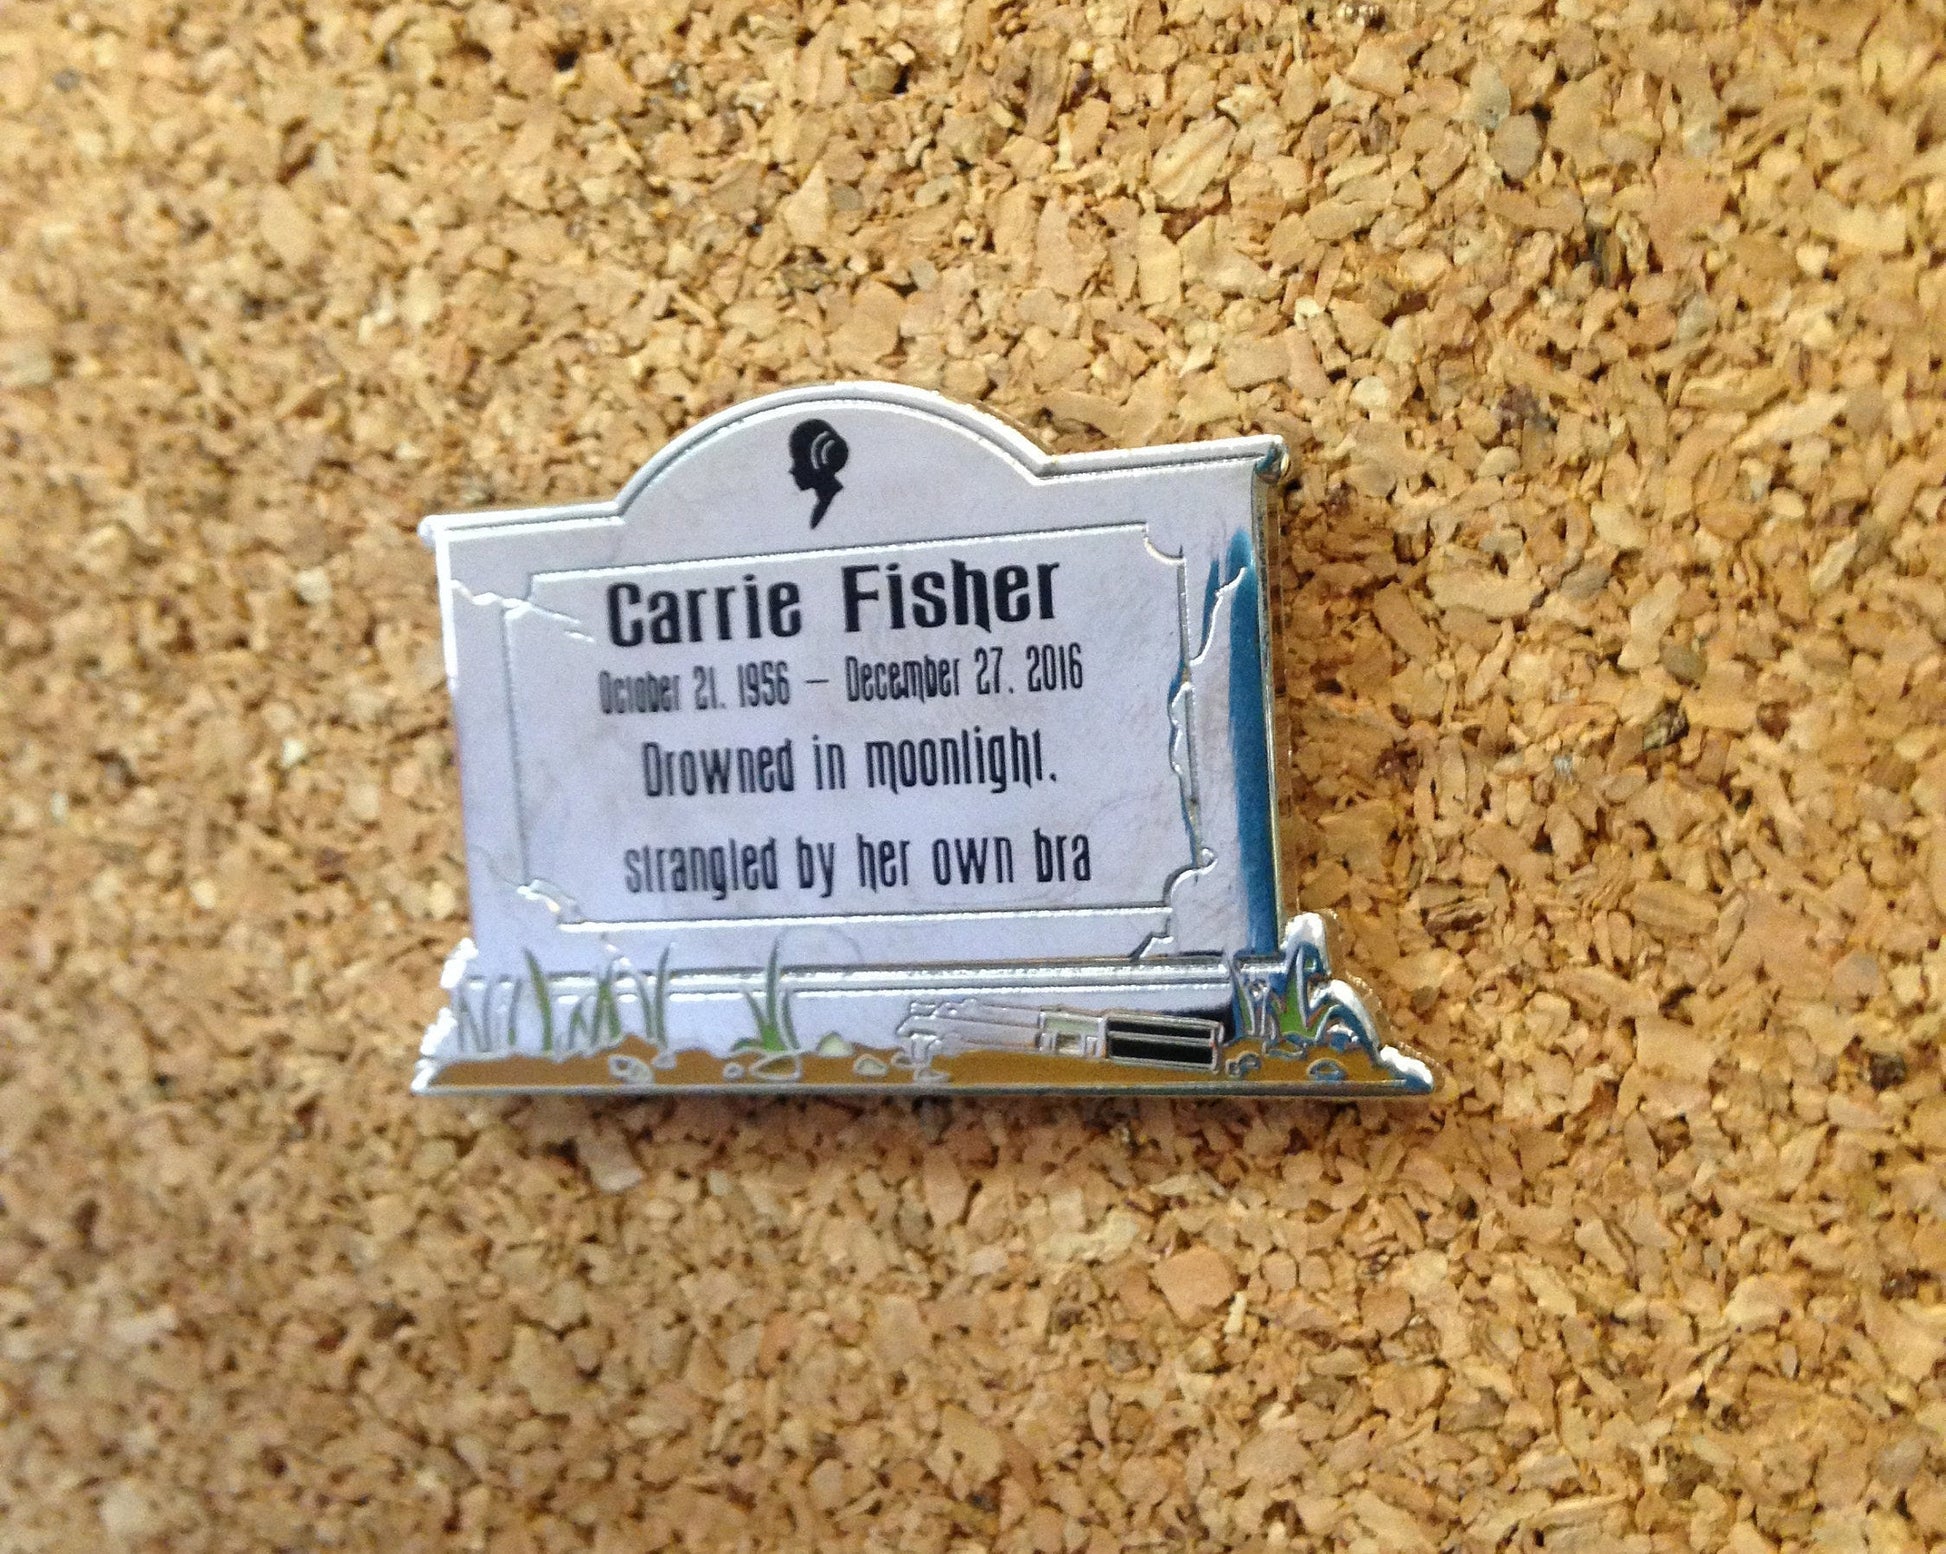 Carrie Fisher
October 21, 1956 – December 27, 2016
Drowned in moonlight,
strangled by her own bra